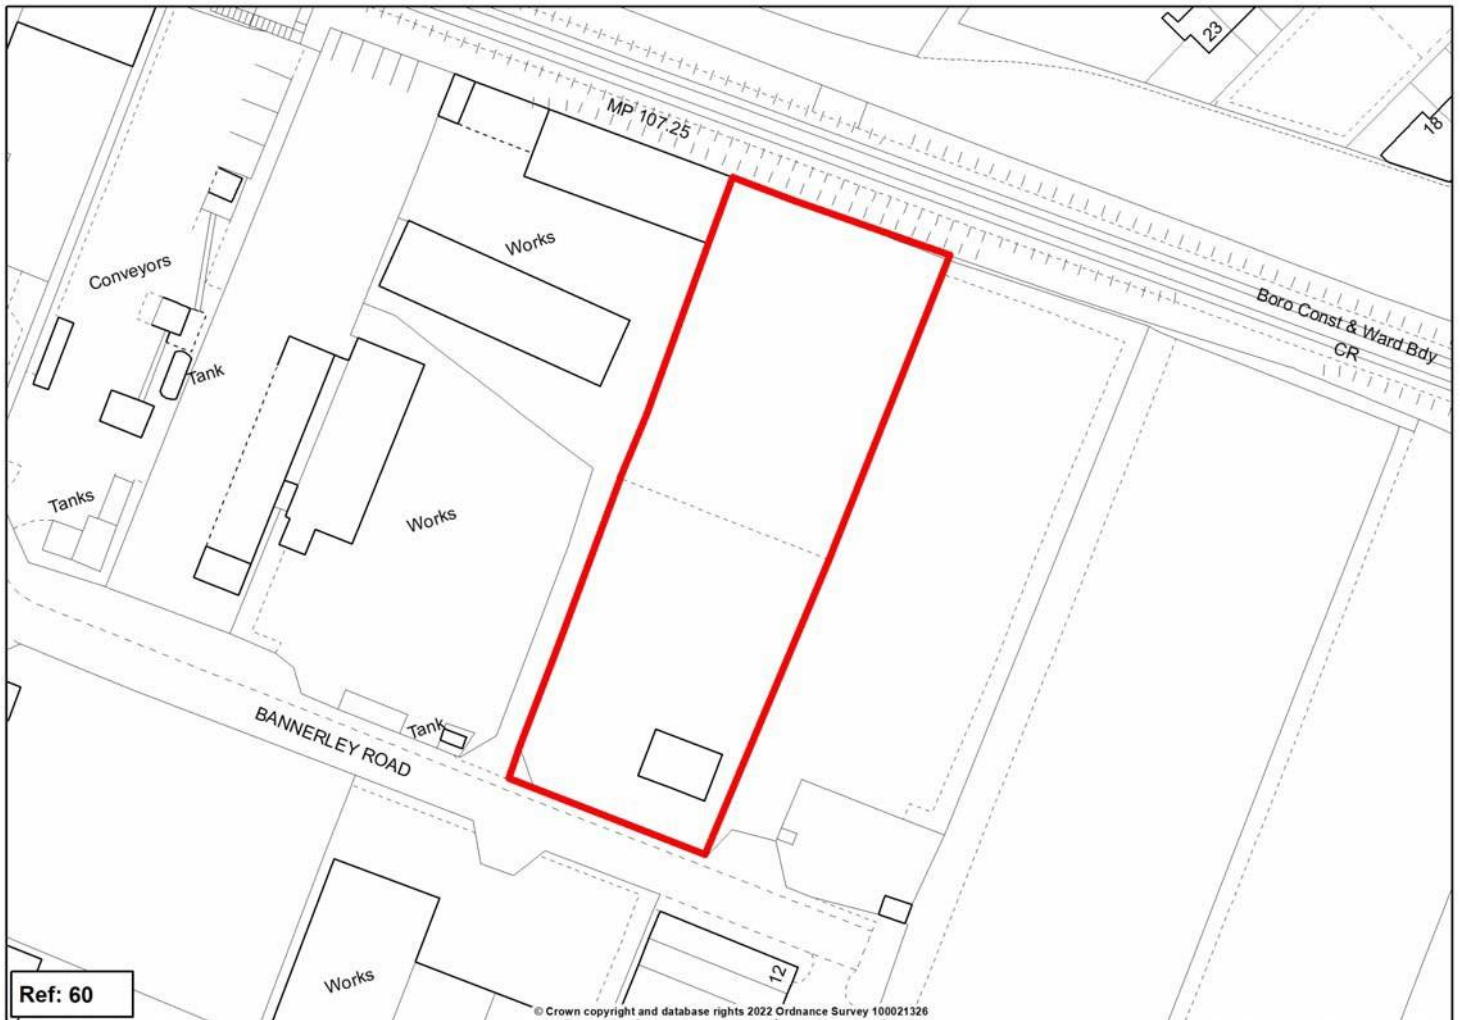 23
18
MP 107.25
Works
Conveyors
Boro Const & Ward Bdy
CR
Tank
Tanks
Works
BANNERLEY ROAD
Tank
Works
12
Ref: 60
© Crown copyright and database rights 2022 Ordnance Survey 100021326